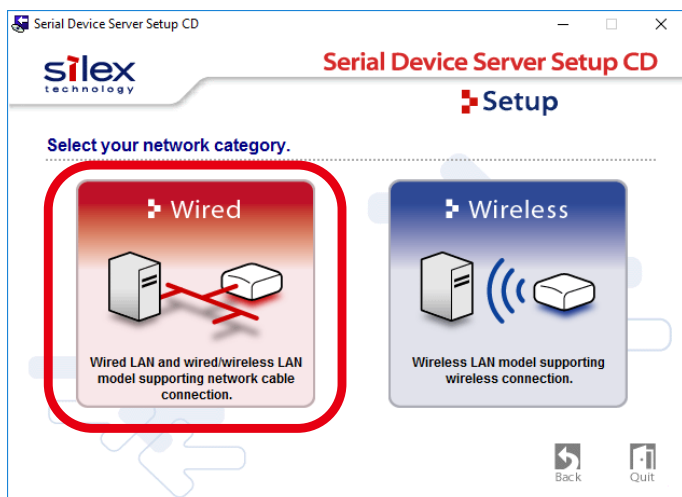 Serial Device Server Setup CD
silex
technology
Serial Device Server Setup CD
Setup
Select your network category.
Wired
Wired LAN and wired/wireless LAN
model supporting network cable
connection.
Wireless
Wireless LAN model supporting
wireless connection.
Back
Quit